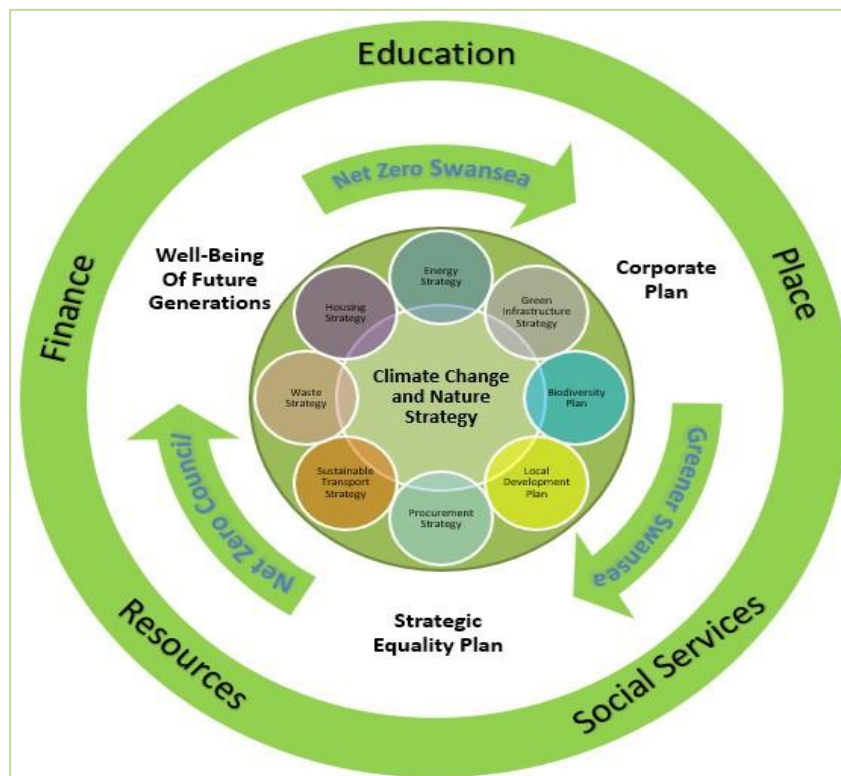 Education
Net Zero Swansea
Well-Being
Of Future
Generations
Corporate
Plan
Finance
Place
Energy
Strategy
Housing
Strategy
Green
Infrastructure
Strategy
Waste
Strategy
Climate Change
and Nature
Strategy
Biodiversity
Plan
Sustainable
Transport
Strategy
Local
Development
Plan
Procurement
Strategy
Net Zero Council
Greener Swansea
Strategic
Equality Plan
Resources
Social Services